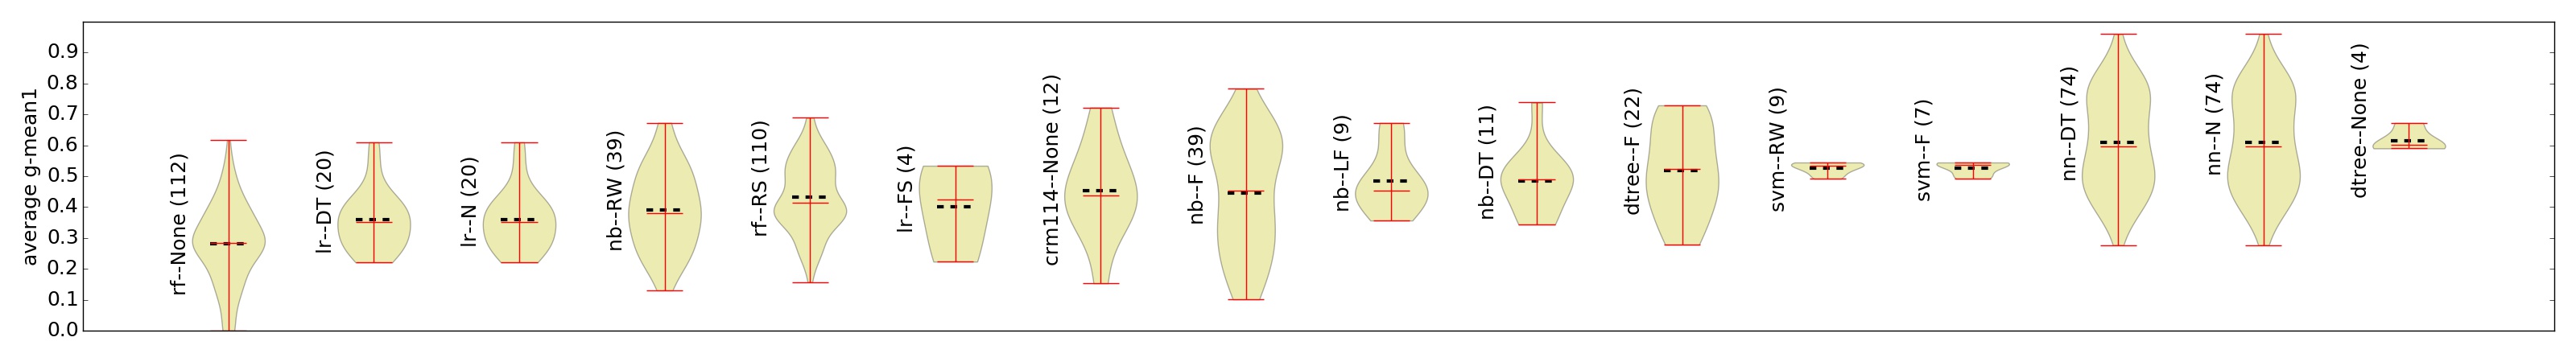 average g-mean1
0.9
0.8
0.7
0.6
0.5
0.4
0.3
0.2
0.1
0.0
rf--None (112)
lr--DT (20)
lr--N (20)
nb--RW (39)
rf--RS (110)
lr--FS (4)
crm114--None (12)
nb--F (39)
nb--LF (9)
nb--DT (11)
dtree--F (22)
svm--RW (9)
svm--F (7)
nn--DT (74)
nn--N (74)
dtree--None (4)